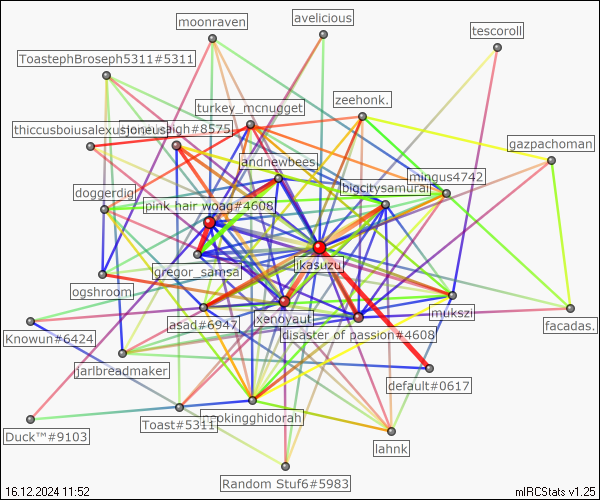 avelicious
moonraven
tescoroll
ToastephBroseph5311#5311
zeehonk.
turkey_mcnugget
#8575
gazpachoman
andnewbees
mingus4742
bigcitysamurai
doggerdig
pink hair woag#4608
ikasuzu
gregor_samsa
ogshroom
xenoyaut
mukszi
facadas.
asad#6947
disaster of passion#4608
Knowun#6424
jarlbreadmaker
default#0617
Toast#5311
Duck™#9103
lahnk
Random Stuf6#5983
16.12.2024 11:52
mIRCStats v1.25